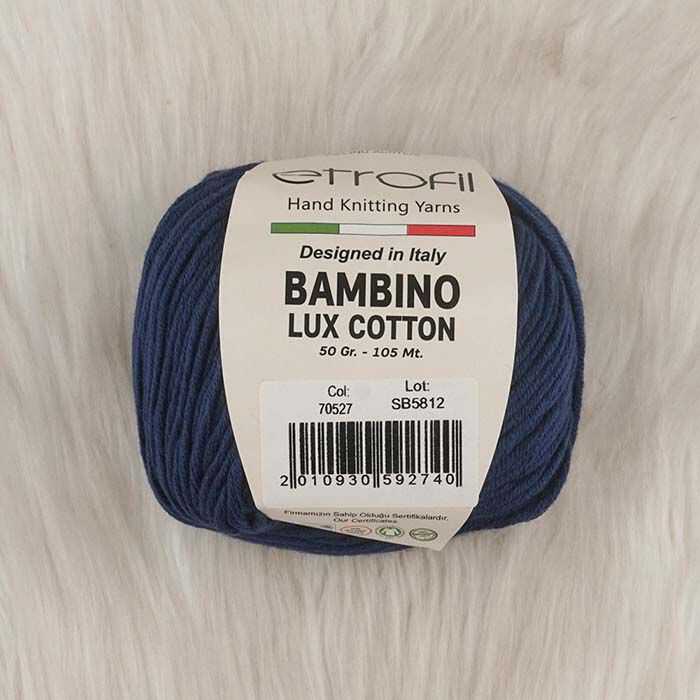 etrofil
Hand Knitting Yarns
Designed in Italy
BAMBINO
LUX COTTON
50 Gr. - 105 Mt.
Col: Lot:
70527 SB5812
2 010930 592740
Firmamızın Sahip Olduğu Sertifikalardır.
Our Certificates